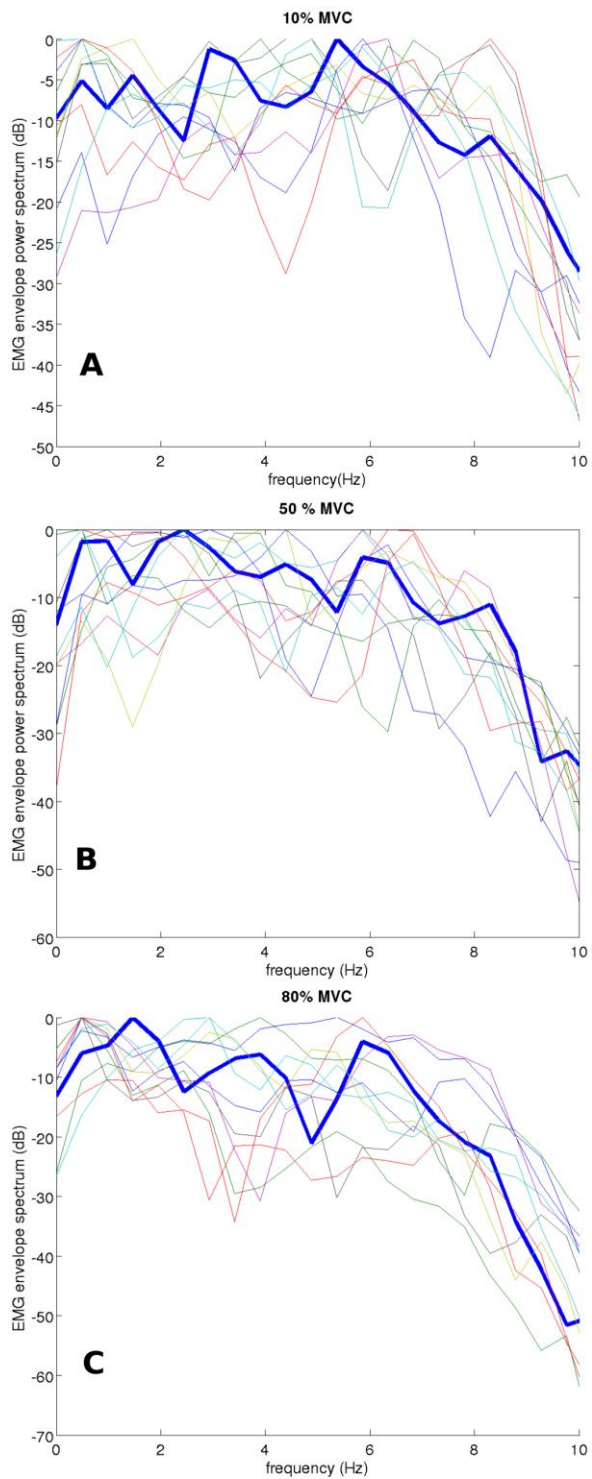 10% MVC
0
-5
-10
-15
-20
-25
-30
-35
-40
-45
-50
EMG envelope power spectrum (dB)
A
0 2 4 6 8 10
frequency(Hz)
50 % MVC
0
-10
-20
-30
-40
-50
-60
EMG envelope power spectrum (dB)
B
0 2 4 6 8 10
frequency (Hz)
80% MVC
0
-10
-20
-30
-40
-50
-60
-70
EMG envelope spectrum (dB)
C
0 2 4 6 8 10
frequency (Hz)